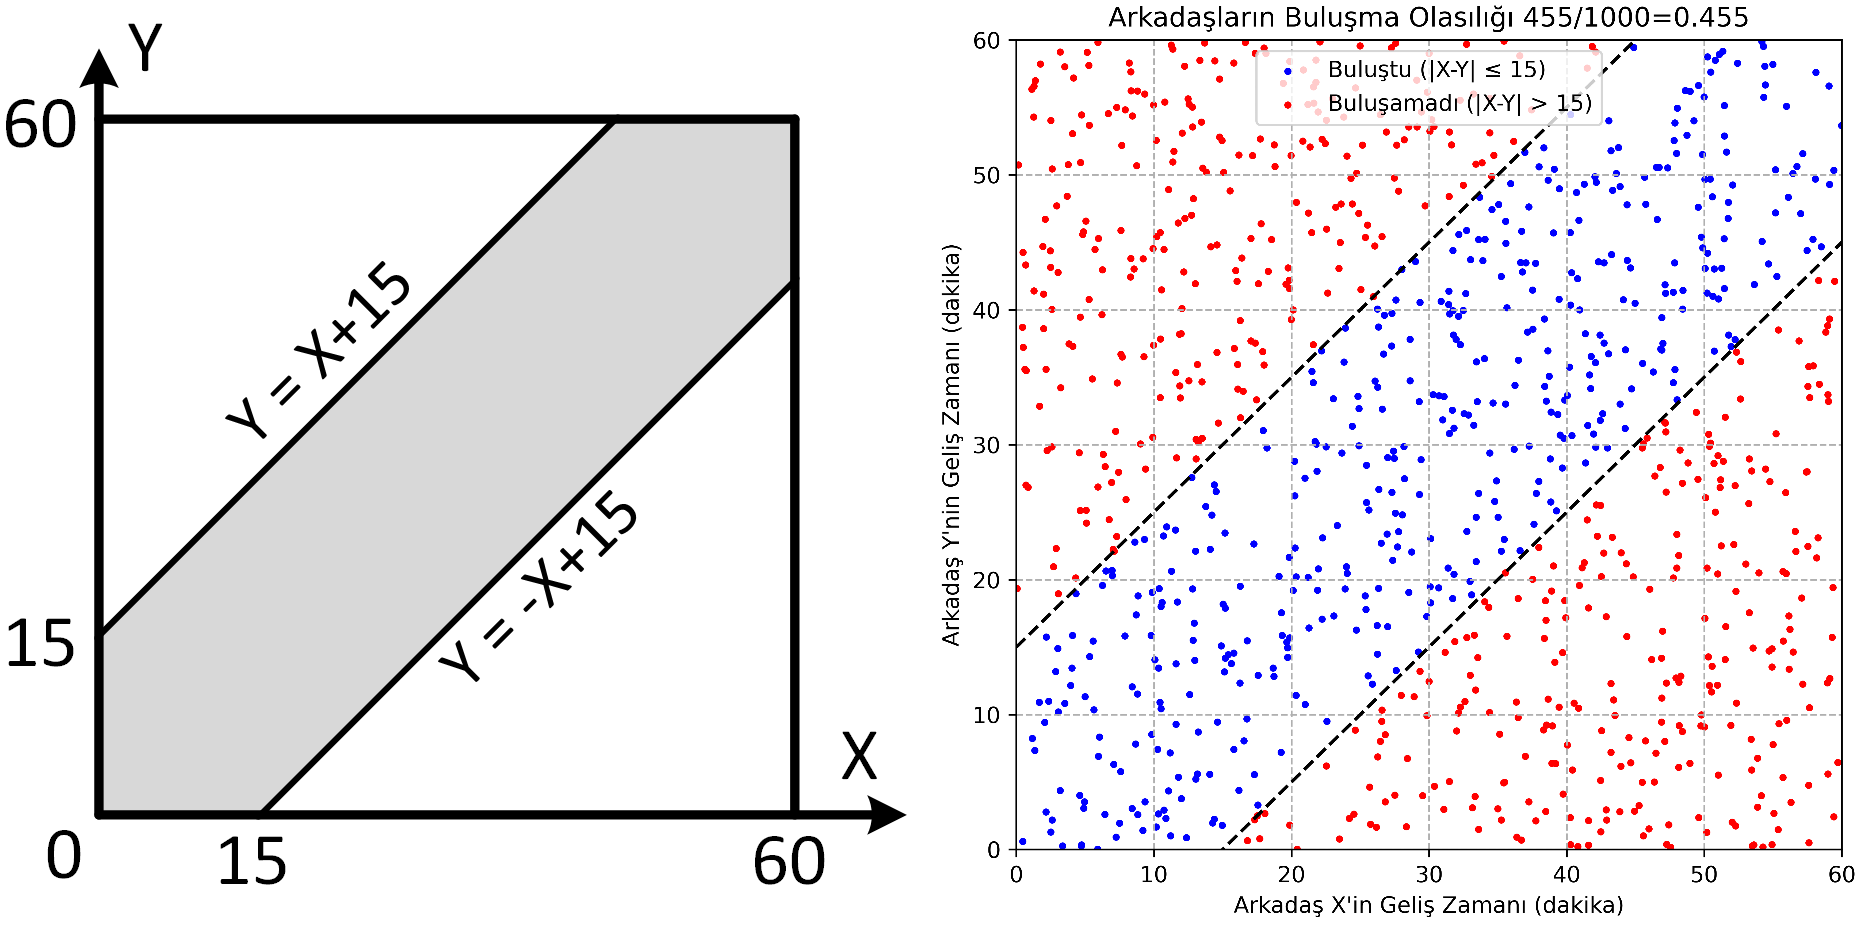 Y
60
Y = X+15
Y = -X+15
15
X
0
15
60
Arkadaşların Buluşma Olasılığı 455/1000=0.455
Buluştu (|X-Y| ≤ 15)
Buluşamadı (|X-Y| > 15)
Arkadaş Y'nin Geliş Zamanı (dakika)
60
50
40
30
20
10
0
0 10 20 30 40 50 60
Arkadaş X'in Geliş Zamanı (dakika)